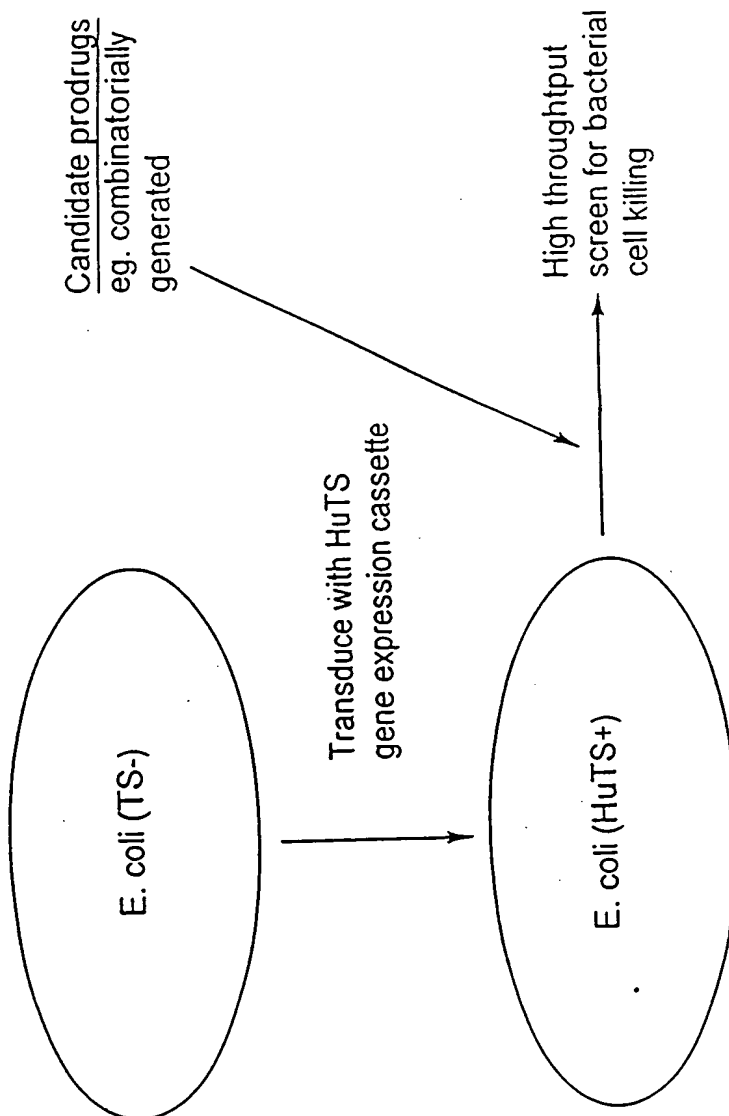 E. coli (TS-)
Transduce with HuTS
gene expression cassette
Candidate prodrugs
eg. combinatorially
generated
E. coli (HuTS+)
High throughtput
screen for bacterial
cell killing